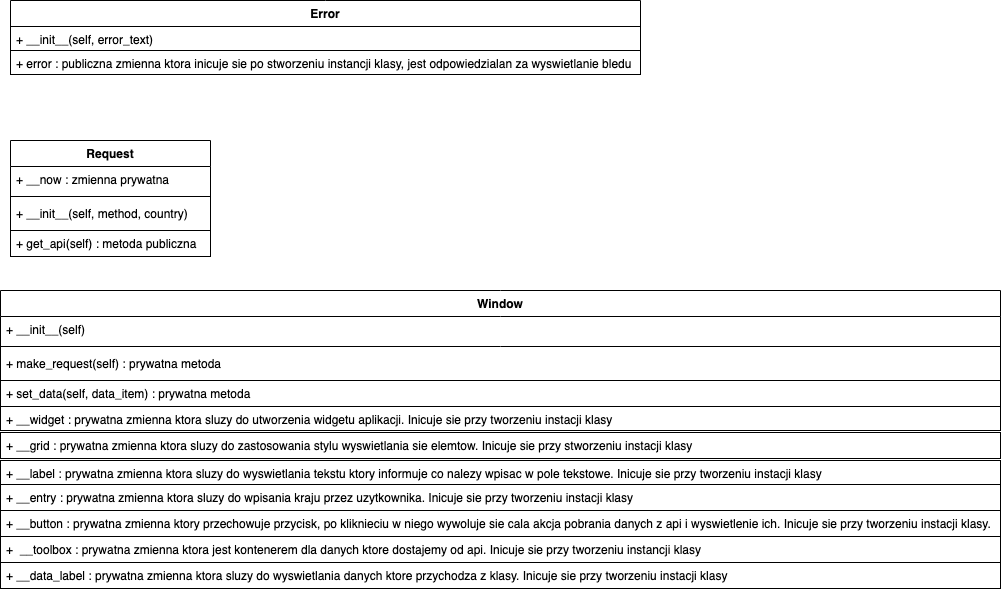 Error
+ __init__(self, error_text)
+ error : publiczna zmienna ktora inicuje sie po stworzeniu instancji klasy, jest odpowiedzialan za wyswietlanie bledu
Request
+ __now : zmienna prywatna
+ __init__(self, method, country)
+ get_api(self) : metoda publiczna
Window
+ __init__(self)
+ make_request(self) : prywatna metoda
+ set_data(self, data_item) : prywatna metoda
+ __widget : prywatna zmienna ktora sluzy do utworzenia widgetu aplikacji. Inicuje sie przy tworzeniu instacji klasy
+ __grid : prywatna zmienna ktora sluzy do zastosowania stylu wyswietlania sie elemtow. Inicuje sie przy stworzeniu instacji klasy
+ __label : prywatna zmienna ktora sluzy do wyswietlania tekstu ktory informuje co nalezy wpisac w pole tekstowe. Inicuje sie przy tworzeniu instacji klasy
+ __entry : prywatna zmienna ktora sluzy do wpisania kraju przez uzytkownika. Inicuje sie przy tworzeniu instacji klasy
+ __button : prywatna zmienna ktory przechowuje przycisk, po kliknieciu w niego wywoluje sie cala akcja pobrania danych z api i wyswietlenie ich. Inicuje sie przy tworzeniu instacji klasy.
+ __toolbox : prywatna zmienna ktora jest kontenerem dla danych ktore dostajemy od api. Inicuje sie przy tworzeniu instancji klasy
+ __data_label : prywatna zmienna ktora sluzy do wyswietlania danych ktore przychodza z klasy. Inicuje sie przy tworzeniu instacji klasy